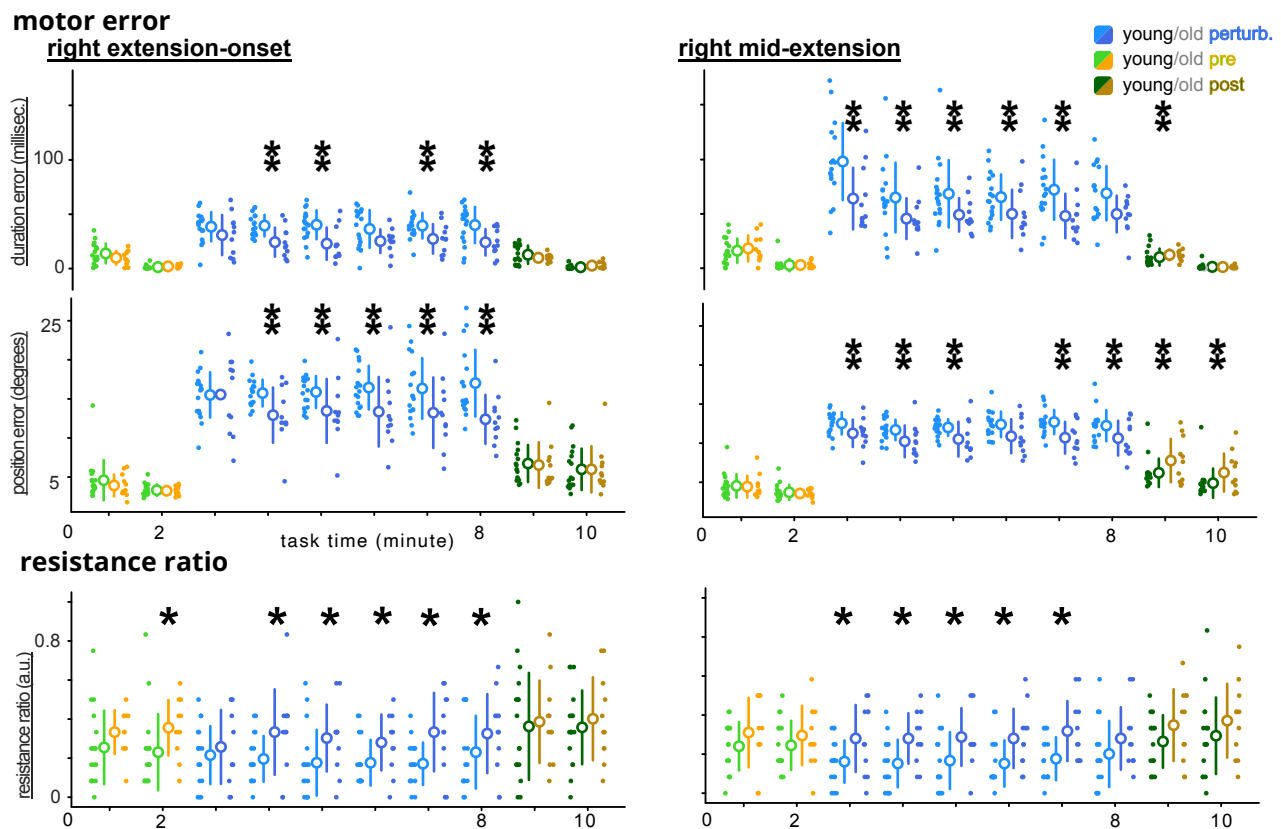 motor error
right extension-onset
right mid-extension
young/old perturb.
young/old pre
young/old post
duration error (millisec.)
100
0
** ** ** **
** ** ** ** ** **
position error (degrees)
25
5
** ** ** ** **
** ** ** ** ** ** **
0 2 task time (minute) 8 10
0 2 8 10
resistance ratio
resistance ratio (a.u.)
0.8
0
* * * * * *
* * * * *
0 2 8 10
0 2 8 10